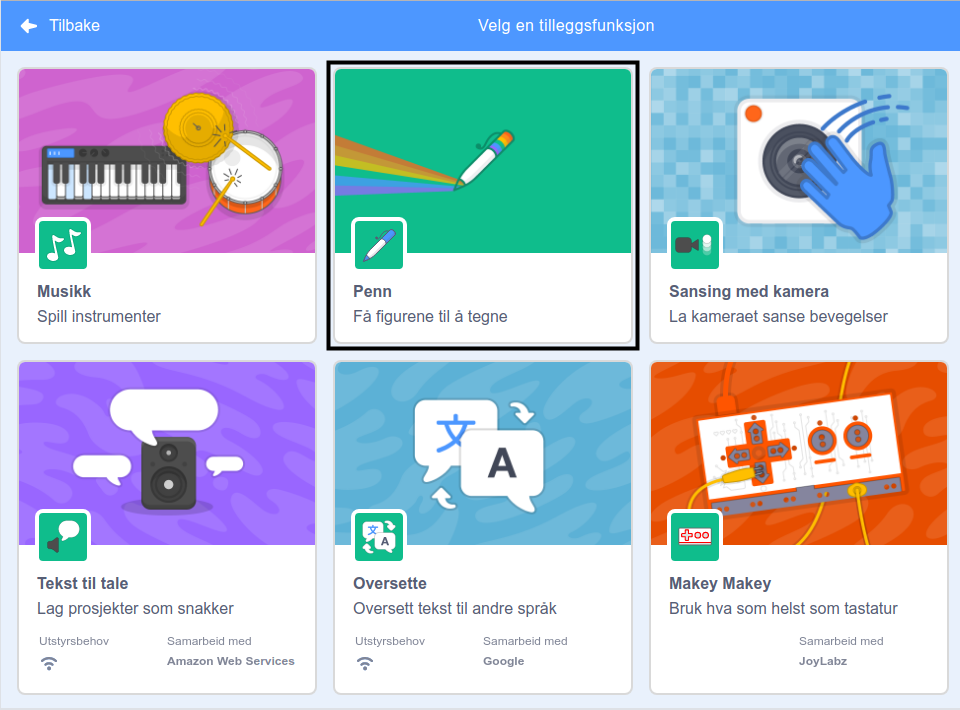 Tilbake
Velg en tilleggsfunksjon
Musikk
Spill instrumenter
Penn
Få figurene til å tegne
Sansing med kamera
La kameraet sanse bevegelser
文
A
文
A
Tekst til tale
Lag prosjekter som snakker
Utstyrsbehov
Samarbeid med
Amazon Web Services
Oversette
Oversett tekst til andre språk
Utstyrsbehov
Samarbeid med
Google
Makey Makey
Bruk hva som helst som tastatur
Samarbeid med
JoyLabz